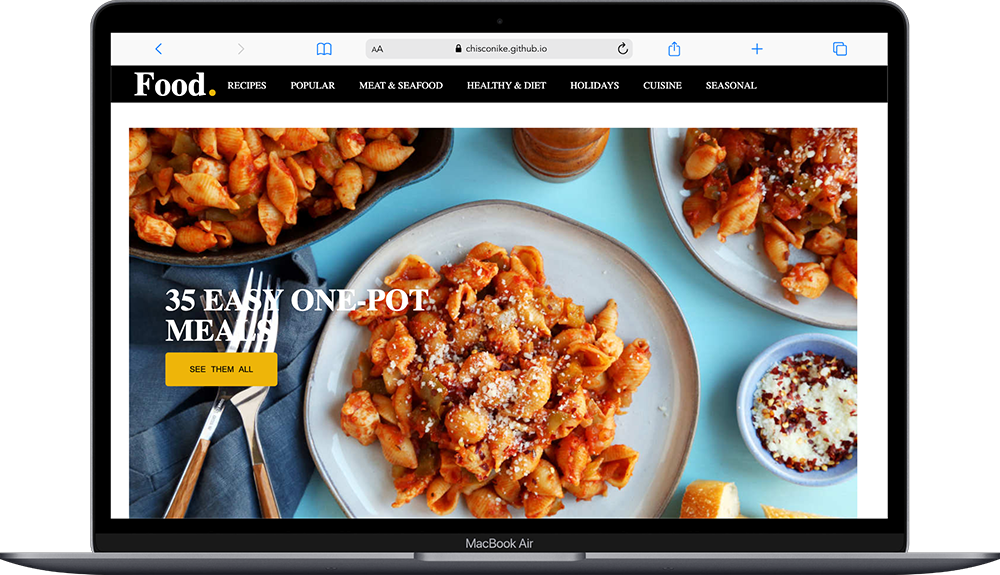 AA
chisconike.github.io
Food.
RECIPES
POPULAR
MEAT & SEAFOOD
HEALTHY & DIET
HOLIDAYS
CUISINE
SEASONAL
35 EASY ONE-POT
MEALS
SEE THEM ALL
MacBook Air